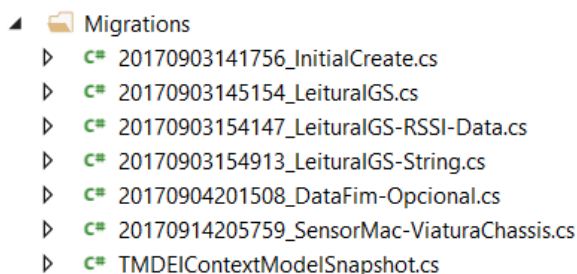 Migrations
C# 20170903141756_InitialCreate.cs
C# 20170903145154_LeituraIGS.cs
C# 20170903154147_LeituraIGS-RSSI-Data.cs
C# 20170903154913_LeituraIGS-String.cs
C# 20170904201508_DataFim-Opcional.cs
C# 20170914205759_SensorMac-ViaturaChassis.cs
C# TMDEIContextModelSnapshot.cs